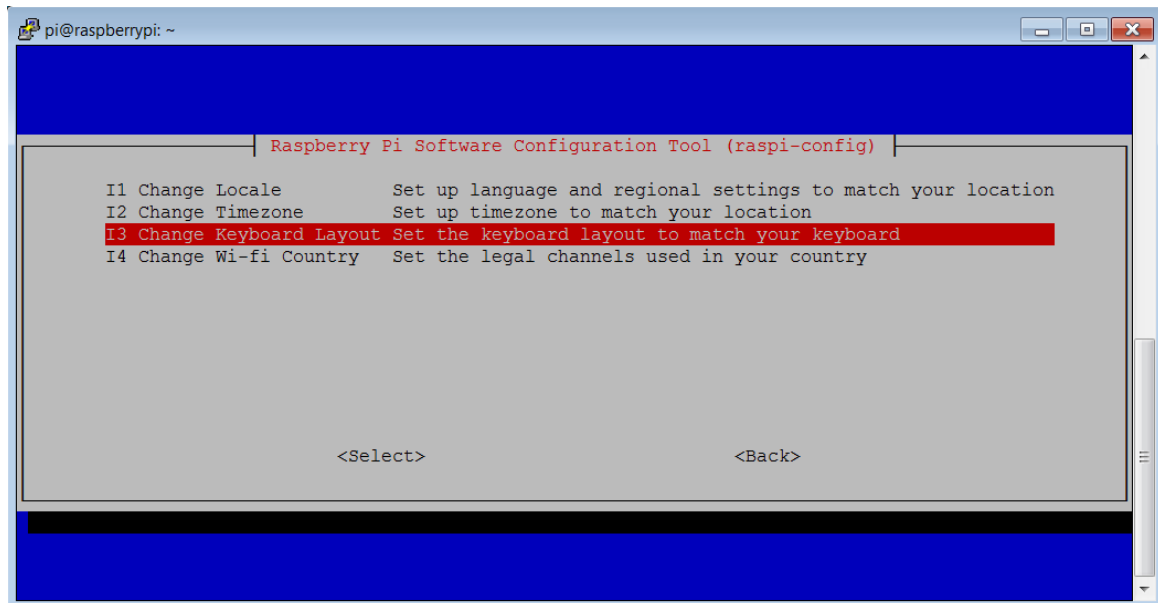 pi@raspberrypi: ~
Raspberry Pi Software Configuration Tool (raspi-config)
I1 Change Locale Set up language and regional settings to match your location
I2 Change Timezone Set up timezone to match your location
I3 Change Keyboard Layout Set the keyboard layout to match your keyboard
I4 Change Wi-fi Country Set the legal channels used in your country
<Select> <Back>